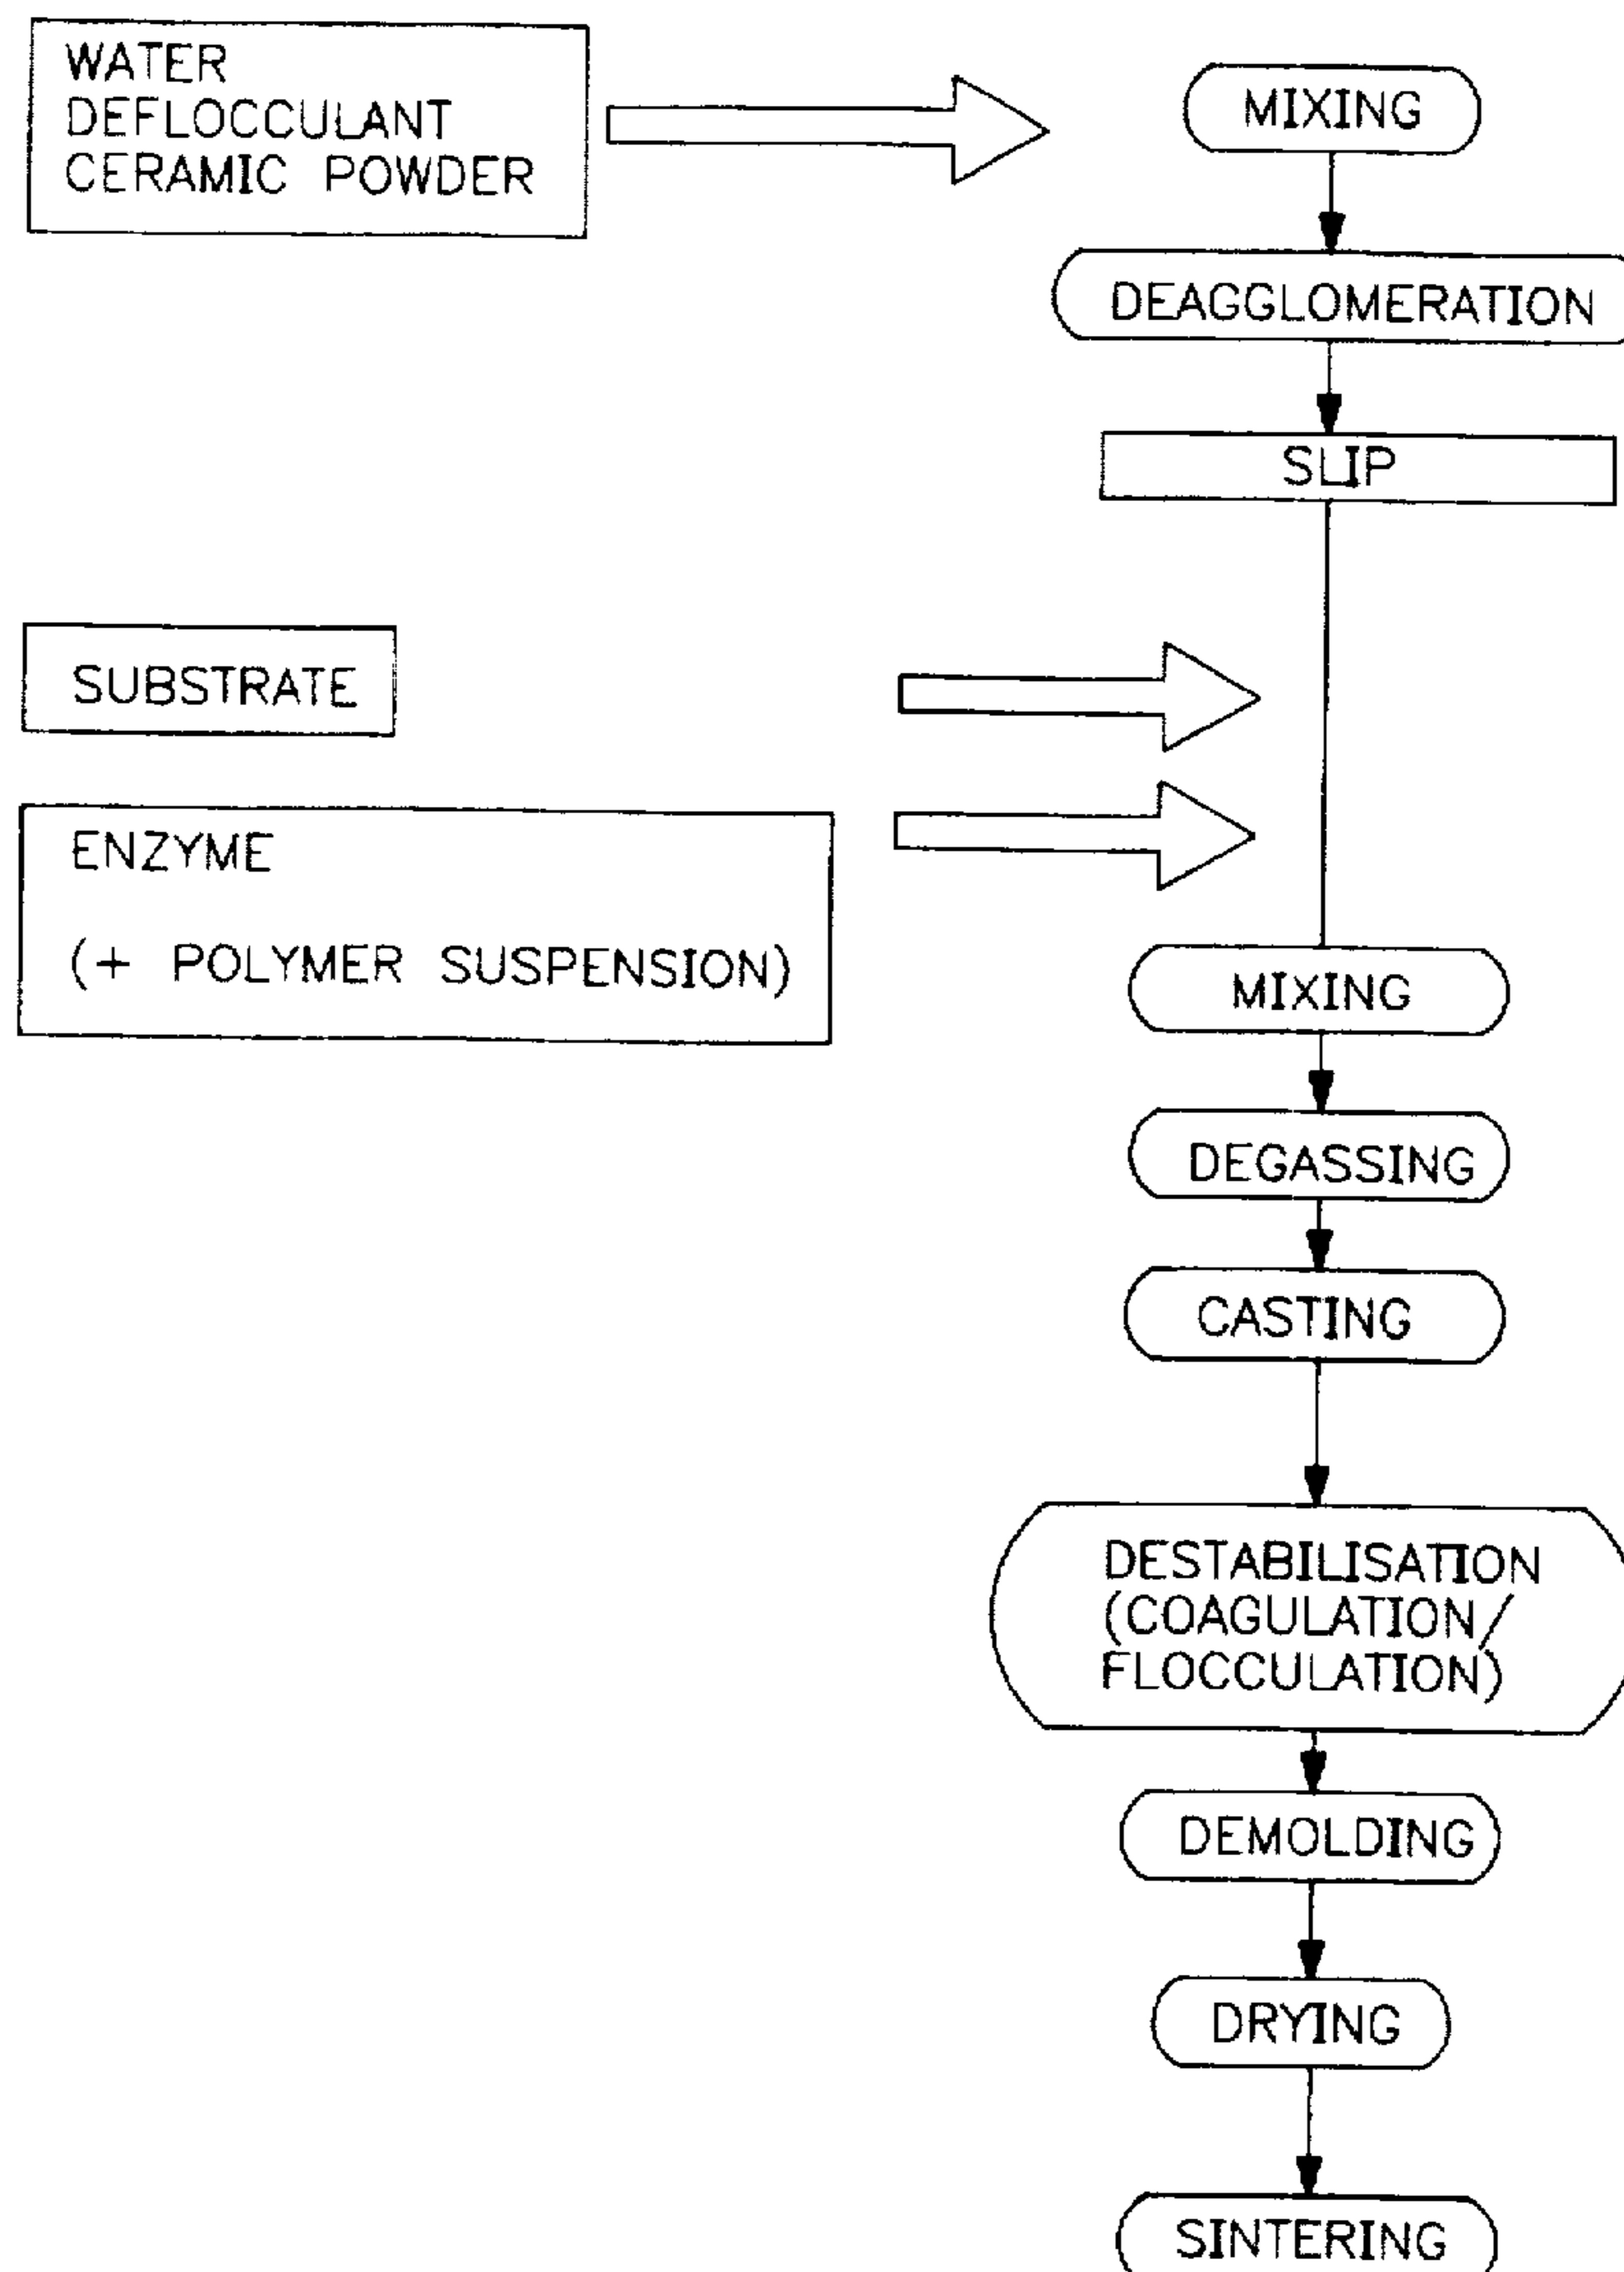 WATER
DEFLOCCULANT
CERAMIC POWDER
MIXING
DEAGGLOMERATION
SLIP
SUBSTRATE
ENZYME
(+ POLYMER SUSPENSION)
MIXING
DEGASSING
CASTING
DESTABILISATION
(COAGULATION/
FLOCCULATION)
DEMOLDING
DRYING
SINTERING